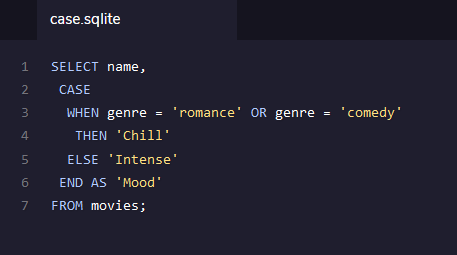 case.sqlite
1 SELECT name,
2 CASE
3 WHEN genre = 'romance' OR genre = 'comedy'
4 THEN 'Chill'
5 ELSE 'Intense'
6 END AS 'Mood'
7 FROM movies;